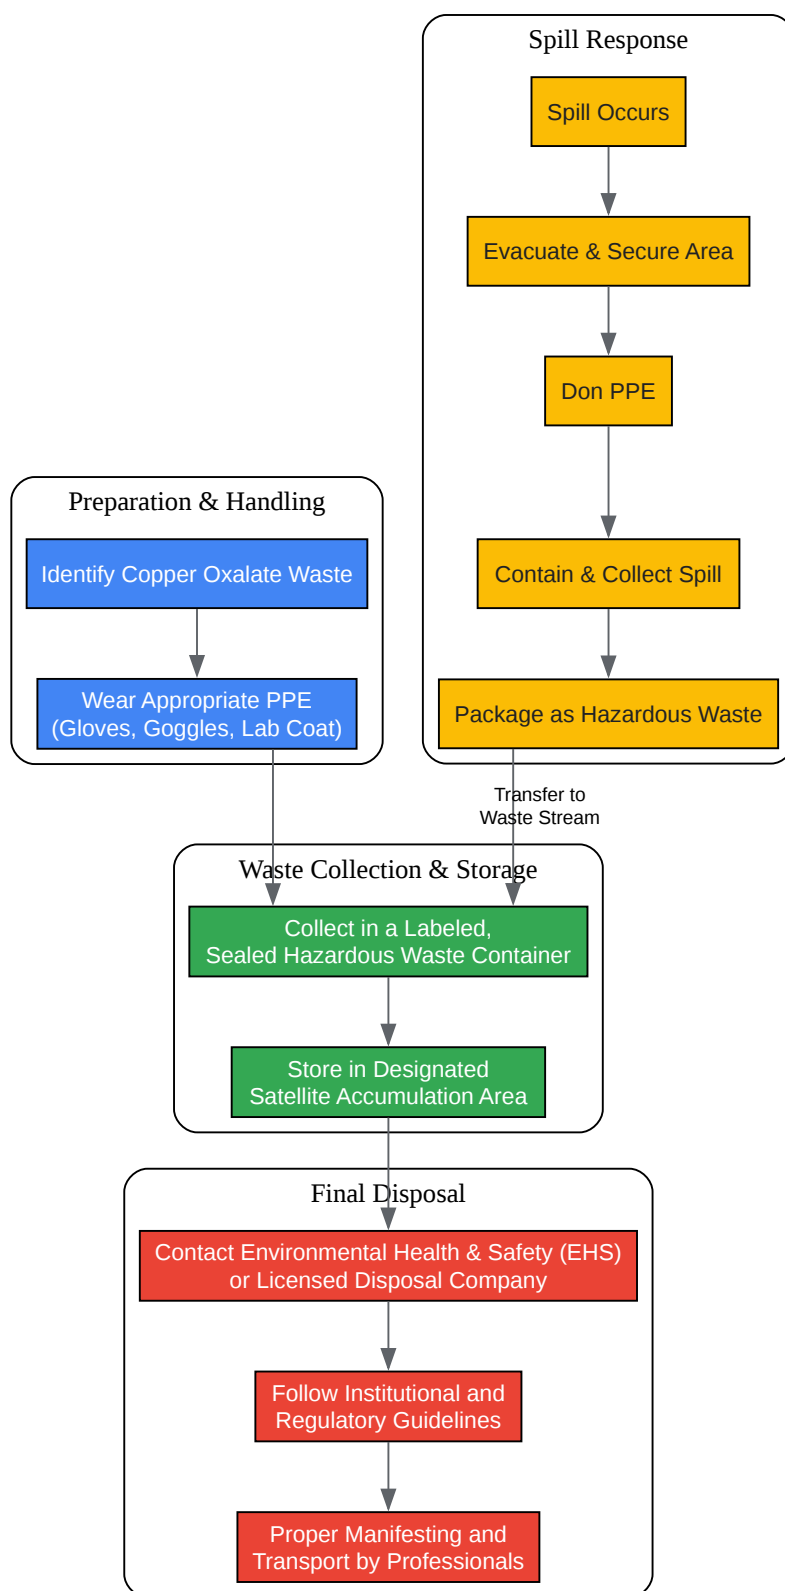 Spill Response
Spill Occurs
Evacuate & Secure Area
Don PPE
Contain & Collect Spill
Package as Hazardous Waste
Preparation & Handling
Identify Copper Oxalate Waste
Wear Appropriate PPE
(Gloves, Goggles, Lab Coat)
Transfer to
Waste Stream
Waste Collection & Storage
Collect in a Labeled,
Sealed Hazardous Waste Container
Store in Designated
Satellite Accumulation Area
Final Disposal
Contact Environmental Health & Safety (EHS)
or Licensed Disposal Company
Follow Institutional and
Regulatory Guidelines
Proper Manifesting and
Transport by Professionals